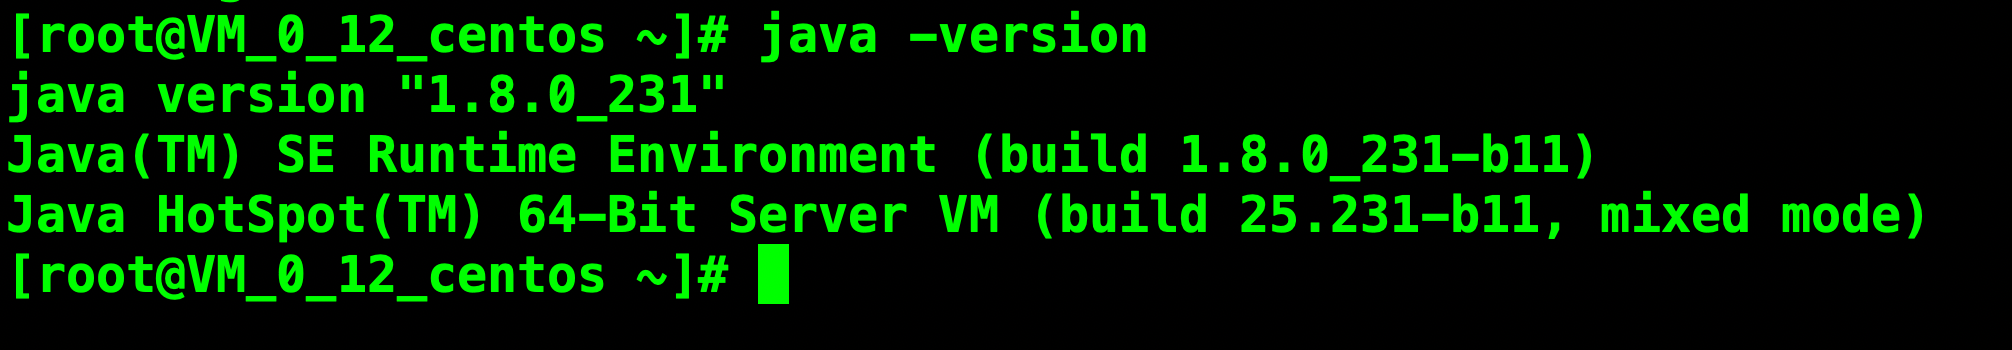 [root@VM_0_12_centos ~]# java -version
java version "1.8.0_231"
Java(TM) SE Runtime Environment (build 1.8.0_231-b11)
Java HotSpot(TM) 64-Bit Server VM (build 25.231-b11, mixed mode)
[root@VM_0_12_centos ~]#